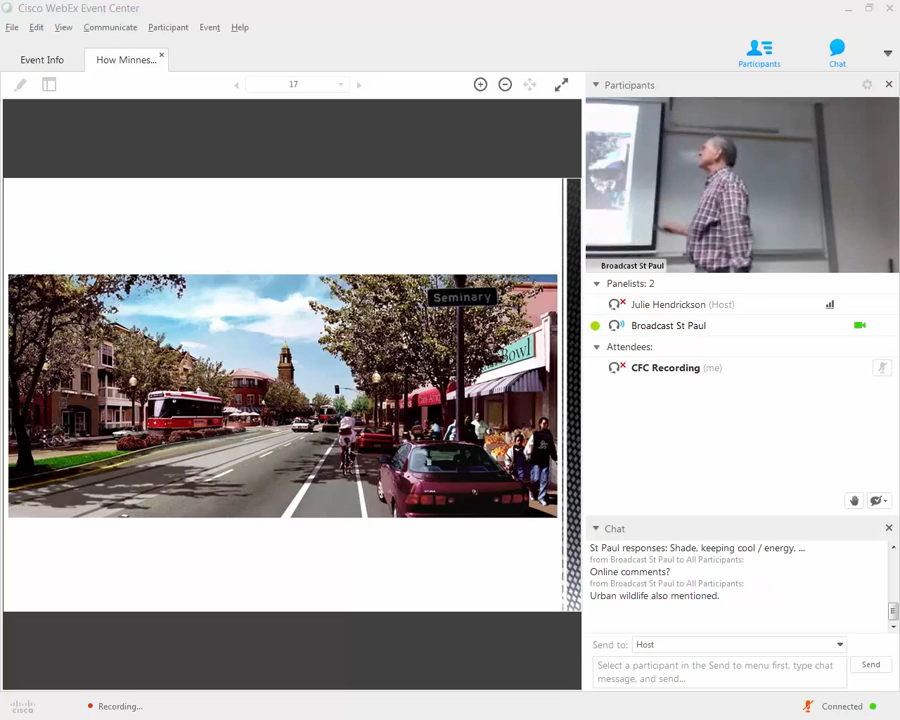 Cisco WebEx Event Center
File Edit View Communicate Participant Event Help
Event Info
How Minnes...
Participants
Chat
17
Participants
Broadcast St Paul
Panelists: 2
Julie Hendrickson (Host)
Broadcast St Paul
Attendees:
CFC Recording (me)
Seminary
Bowl
Chat
St Paul responses: Shade, keeping cool / energy, ...
from Broadcast St Paul to All Participants:
Online comments?
from Broadcast St Paul to All Participants:
Urban wildlife also mentioned.
Send to: Host
Select a participant in the Send to menu first, type chat
message, and send...
Send
cisco
Recording...
Connected